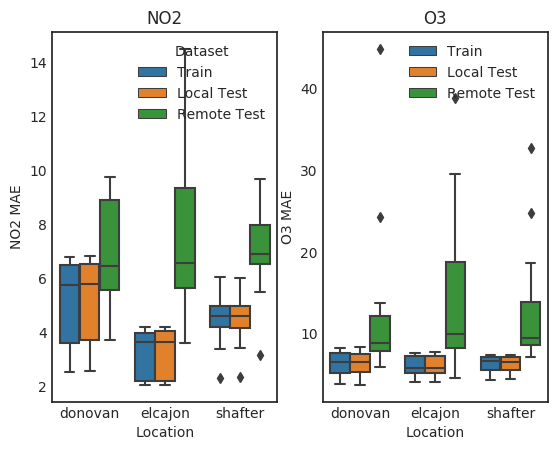 NO2
Dataset
Train
Local Test
Remote Test
14
12
10
8
6
4
2
NO2 MAE
donovan elcajon shafter
Location
O3
Train
Local Test
Remote Test
40
30
20
10
O3 MAE
donovan elcajon shafter
Location